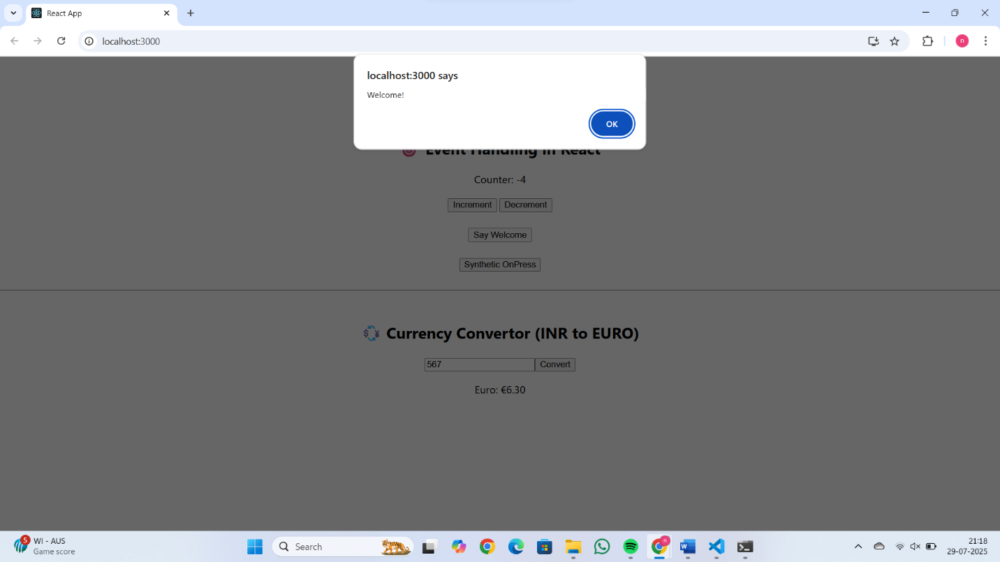 React App
localhost:3000
n
localhost:3000 says
Welcome!
OK
Event Handling in React
Counter: -4
Increment Decrement
Say Welcome
Synthetic OnPress
Currency Convertor (INR to EURO)
567 Convert
Euro: €6.30
5
WI - AUS
Game score
Search
n
21:18
29-07-2025